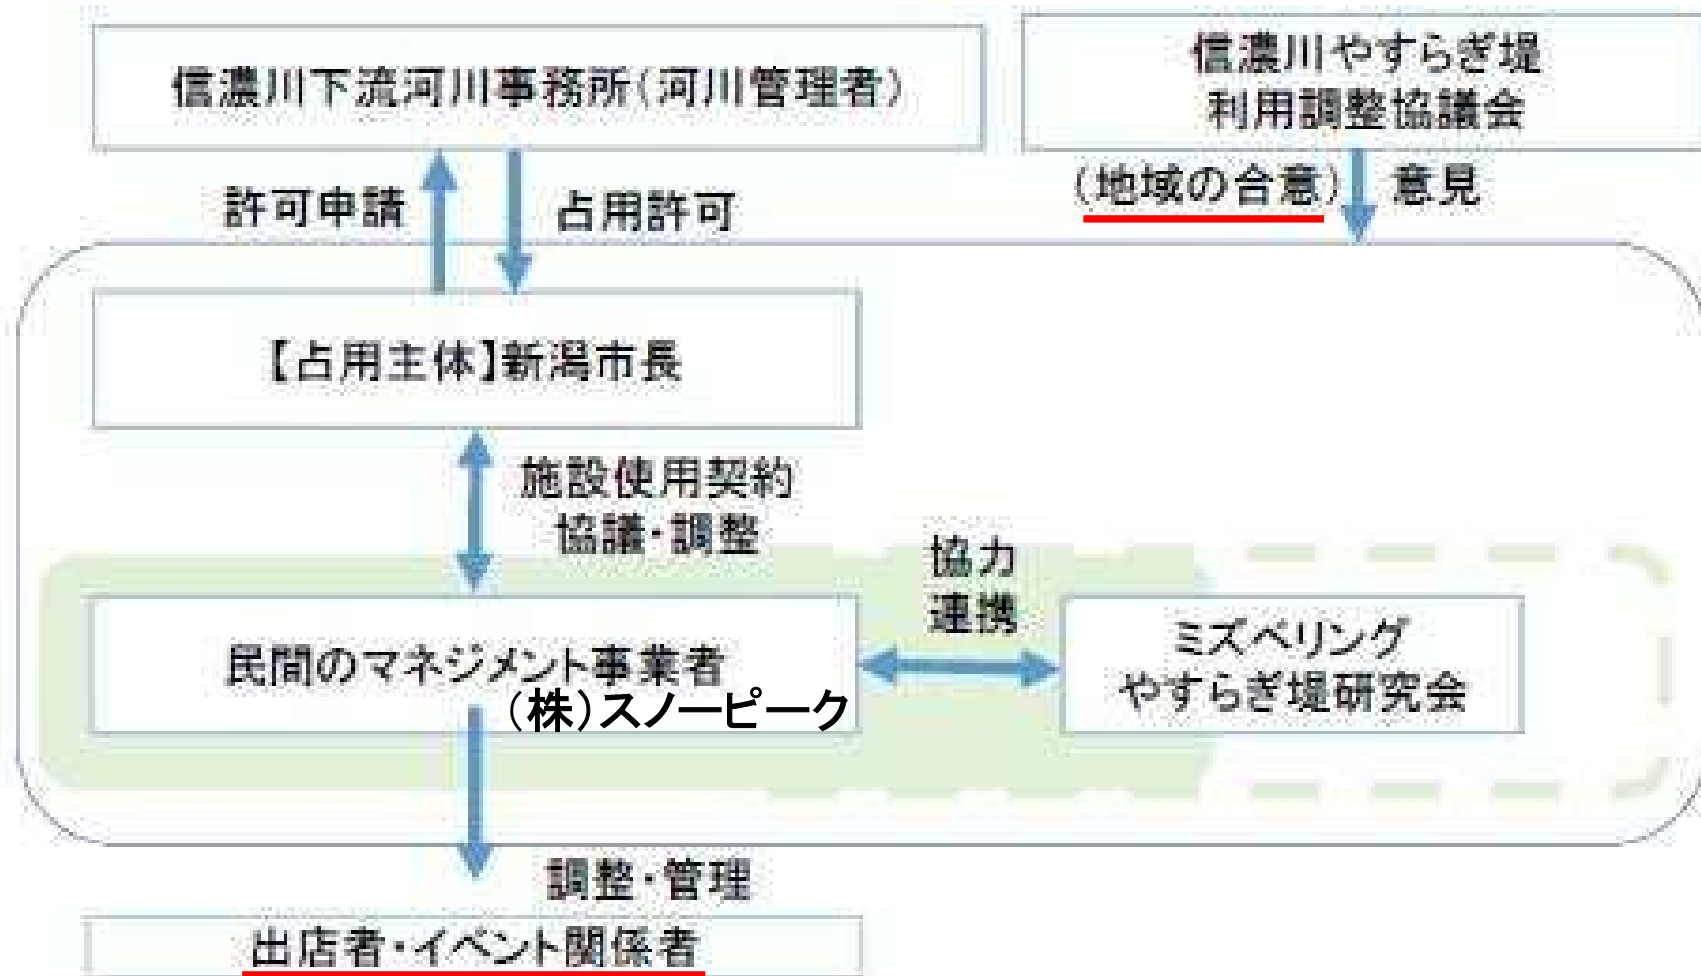 信濃川下流河川事務所(河川管理者)
信濃川やすらぎ堤
利用調整協議会
許可申請
占用許可
(地域の合意)
意見
【占用主体】新潟市長
施設使用契約
協議・調整
協力
連携
民間のマネジメント事業者
(株)スノーピーク
ミズベリング
やすらぎ堤研究会
調整・管理
出店者・イベント関係者